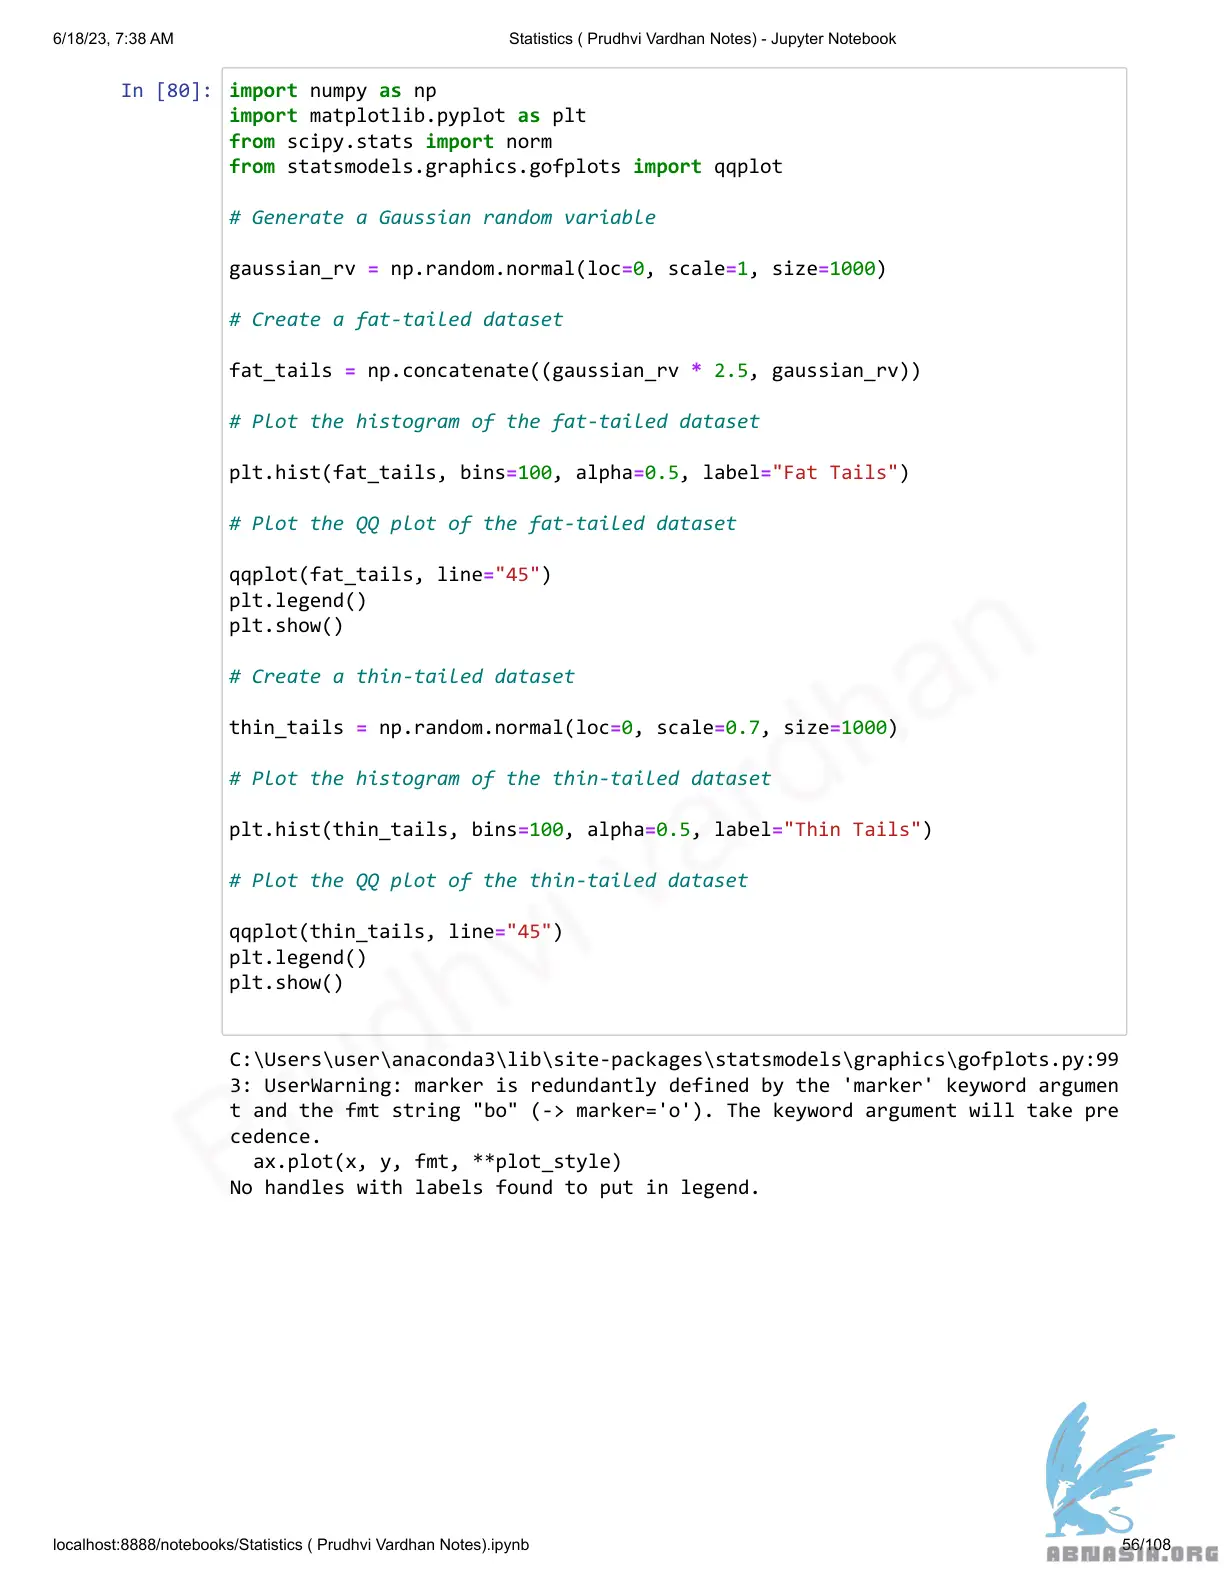 6/18/23, 7:38 AM
Statistics ( Prudhvi Vardhan Notes) - Jupyter Notebook
In [80]:
import numpy as np
import matplotlib.pyplot as plt
from scipy.stats import norm
from statsmodels.graphics.gofplots import qqplot
# Generate a Gaussian random variable
gaussian_rv = np.random.normal(loc=0, scale=1, size=1000)
# Create a fat-tailed dataset
fat_tails = np.concatenate((gaussian_rv * 2.5, gaussian_rv))
# Plot the histogram of the fat-tailed dataset
plt.hist(fat_tails, bins=100, alpha=0.5, label="Fat Tails")
# Plot the QQ plot of the fat-tailed dataset
qqplot(fat_tails, line="45")
plt.legend()
plt.show()
# Create a thin-tailed dataset
thin_tails = np.random.normal(loc=0, scale=0.7, size=1000)
# Plot the histogram of the thin-tailed dataset
plt.hist(thin_tails, bins=100, alpha=0.5, label="Thin Tails")
# Plot the QQ plot of the thin-tailed dataset
qqplot(thin_tails, line="45")
plt.legend()
plt.show()
C:\Users\user\anaconda3\lib\site-packages\statsmodels\graphics\gofplots.py:99
3: UserWarning: marker is redundantly defined by the 'marker' keyword argumen
t and the fmt string "bo" (-> marker='o'). The keyword argument will take pre
cedence.
  ax.plot(x, y, fmt, **plot_style)
No handles with labels found to put in legend.
Prudhvi Vardhan
localhost:8888/notebooks/Statistics ( Prudhvi Vardhan Notes).ipynb
56/108
ABNASIA.ORG